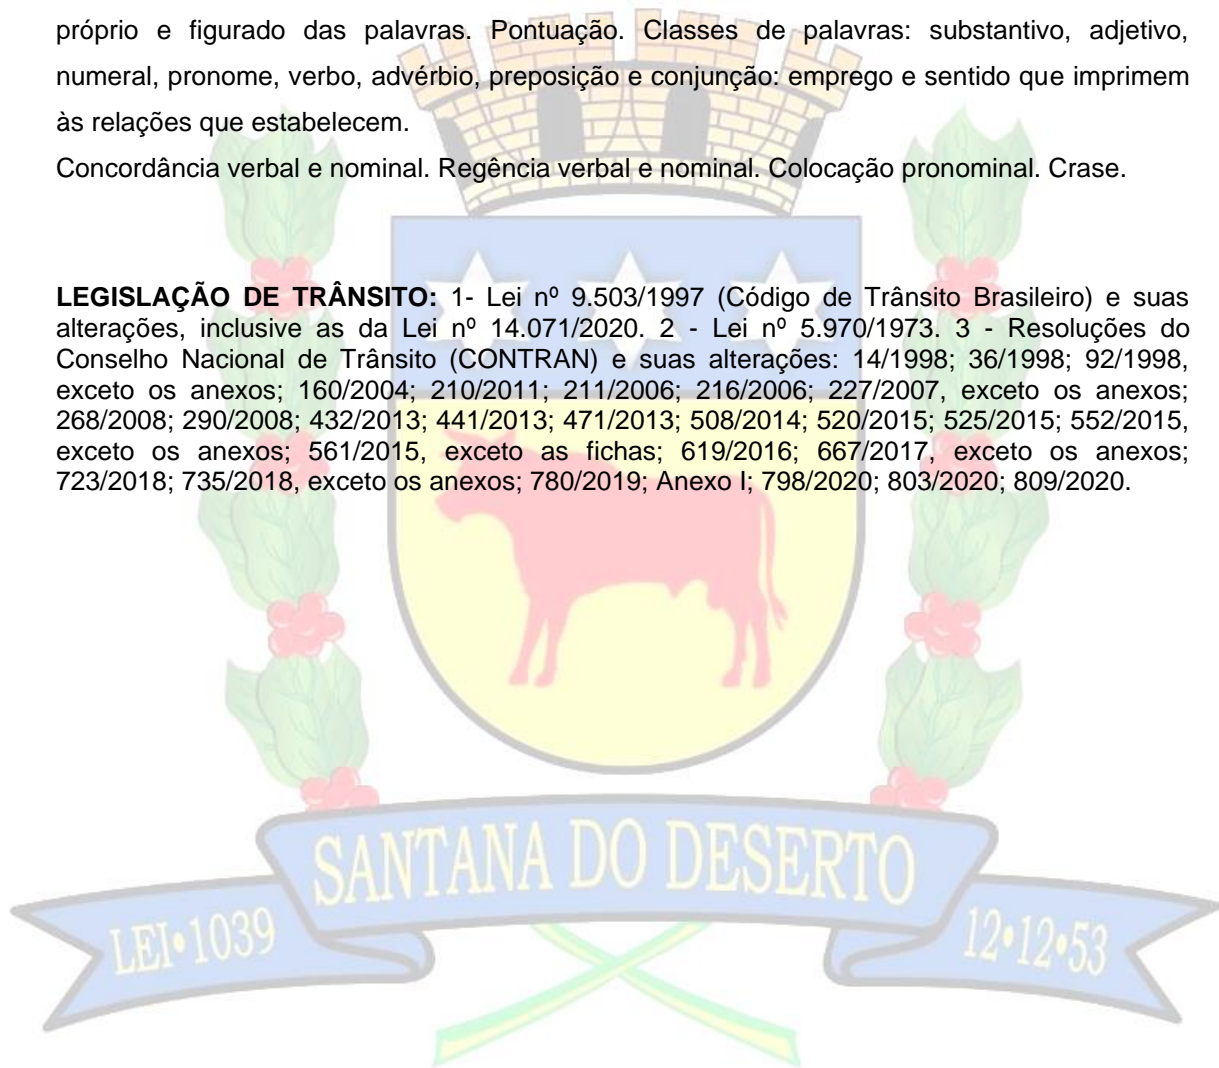 próprio e figurado das palavras. Pontuação. Classes de palavras: substantivo, adjetivo,
numeral, pronome, verbo, advérbio, preposição e conjunção: emprego e sentido que imprimem
às relações que estabelecem.
Concordância verbal e nominal. Regência verbal e nominal. Colocação pronominal. Crase.
LEGISLAÇÃO DE TRÂNSITO: 1- Lei nº 9.503/1997 (Código de Trânsito Brasileiro) e suas
alterações, inclusive as da Lei nº 14.071/2020. 2 - Lei nº 5.970/1973. 3 - Resoluções do
Conselho Nacional de Trânsito (CONTRAN) e suas alterações: 14/1998; 36/1998; 92/1998,
exceto os anexos; 160/2004; 210/2011; 211/2006; 216/2006; 227/2007, exceto os anexos;
268/2008; 290/2008; 432/2013; 441/2013; 471/2013; 508/2014; 520/2015; 525/2015; 552/2015,
exceto os anexos; 561/2015, exceto as fichas; 619/2016; 667/2017, exceto os anexos;
723/2018; 735/2018, exceto os anexos; 780/2019; Anexo I; 798/2020; 803/2020; 809/2020.
SANTANA DO DESERTO
LEI•1039
12•12•53